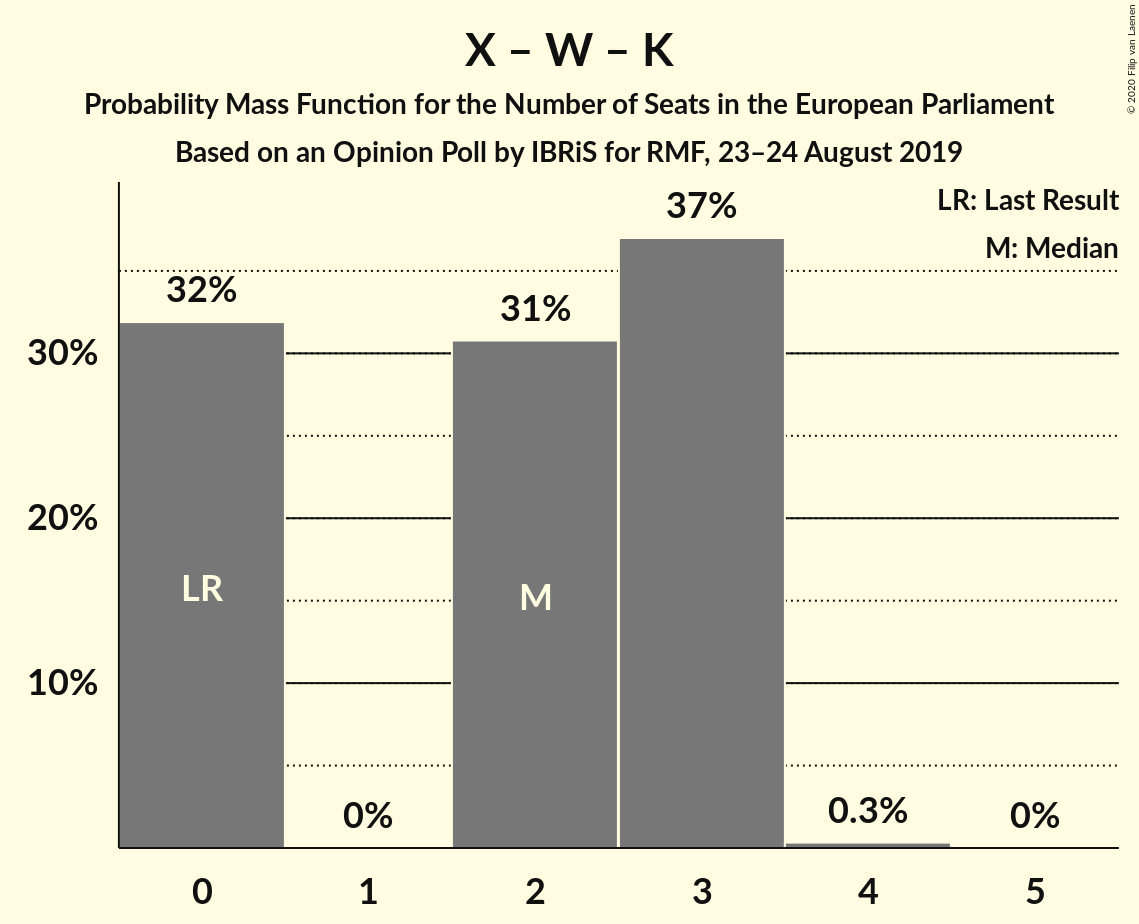 X – W – K
Probability Mass Function for the Number of Seats in the European Parliament
Based on an Opinion Poll by IBRiS for RMF, 23–24 August 2019
© 2020 Filip van Laenen
LR: Last Result
M: Median
37%
32%
31%
30%
20%
10%
LR
M
0%
0.3%
0%
0 1 2 3 4 5